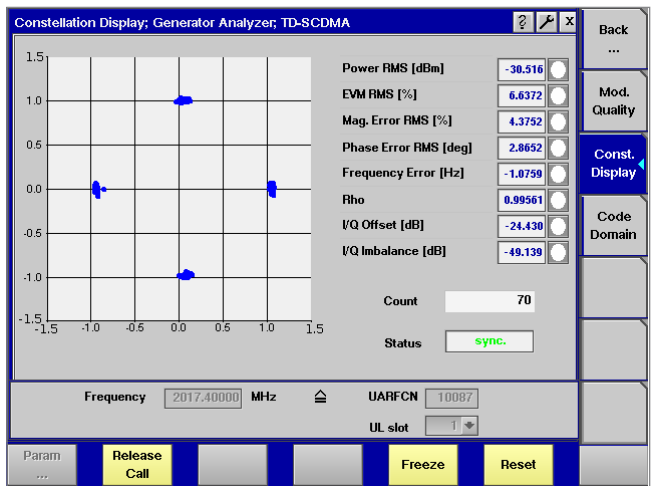 Constellation Display; Generator Analyzer; TD-SCDMA ? x
Back
...
Mod.
Quality
Const.
Display
Code
Domain
1.5
1.0
0.5
0.0
-0.5
-1.0
-1.5
-1.5 -1.0 -0.5 0.0 0.5 1.0 1.5
Power RMS [dBm] -30.516
EVM RMS [%] 6.6372
Mag. Error RMS [%] 4.3752
Phase Error RMS [deg] 2.8652
Frequency Error [Hz] -1.0759
Rho 0.99561
I/Q Offset [dB] -24.430
I/Q Imbalance [dB] -49.139
Count 70
Status sync.
Frequency 2017.40000 MHz ≙ UARFCN 10087
UL slot 1
Param
...
Release
Call
Freeze
Reset